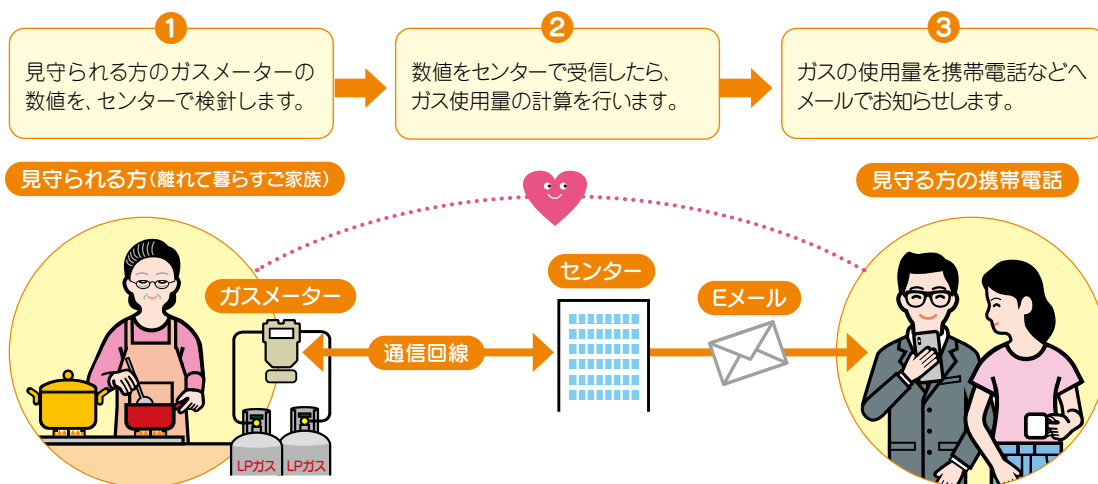 1
見守られる方のガスメーターの
数値を、センターで検針します。
2
数値をセンターで受信したら、
ガス使用量の計算を行います。
3
ガスの使用量を携帯電話などへ
メールでお知らせします。
見守られる方(離れて暮らすご家族)
見守る方の携帯電話
ガスメーター
通信回線
センター
Eメール
LPガス
LPガス